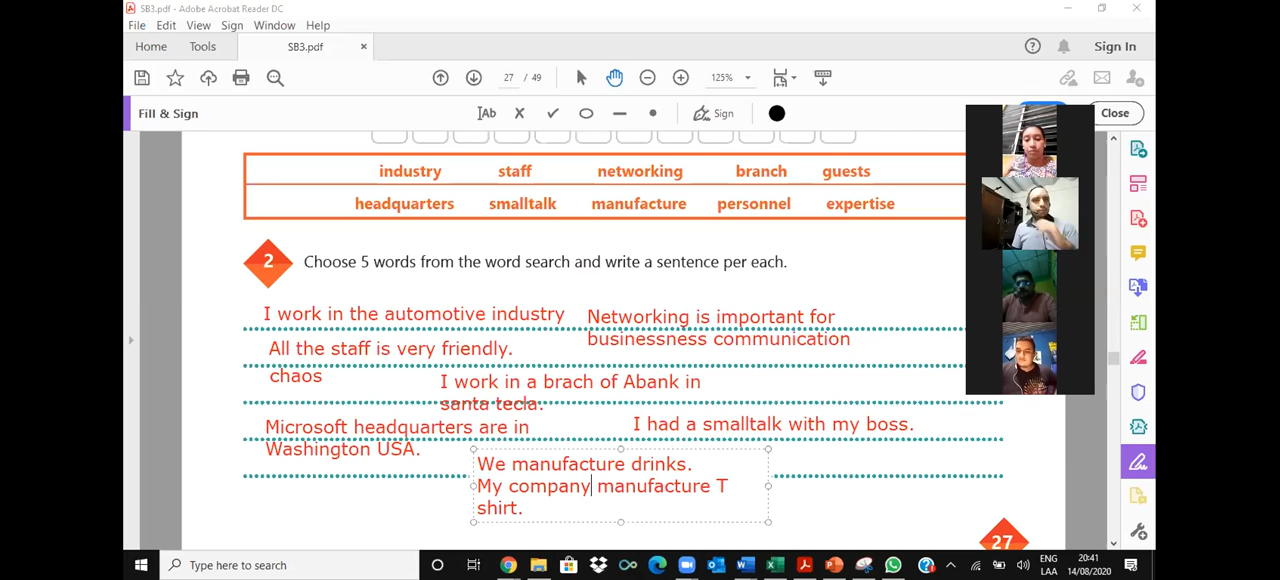 SB3.pdf - Adobe Acrobat Reader DC
File Edit View Sign Window Help
Home Tools SB3.pdf × Sign In
27 / 49 125%
Fill & Sign Ab Sign Close
industry staff networking branch guests
headquarters smalltalk manufacture personnel expertise
2 Choose 5 words from the word search and write a sentence per each.
I work in the automotive industry
Networking is important for
businessness communication
All the staff is very friendly.
chaos
I work in a brach of Abank in
santa tecla.
Microsoft headquarters are in
Washington USA.
I had a smalltalk with my boss.
We manufacture drinks.
My company manufacture T
shirt.
27
Type here to search
ENG
LAA
20:41
14/08/2020